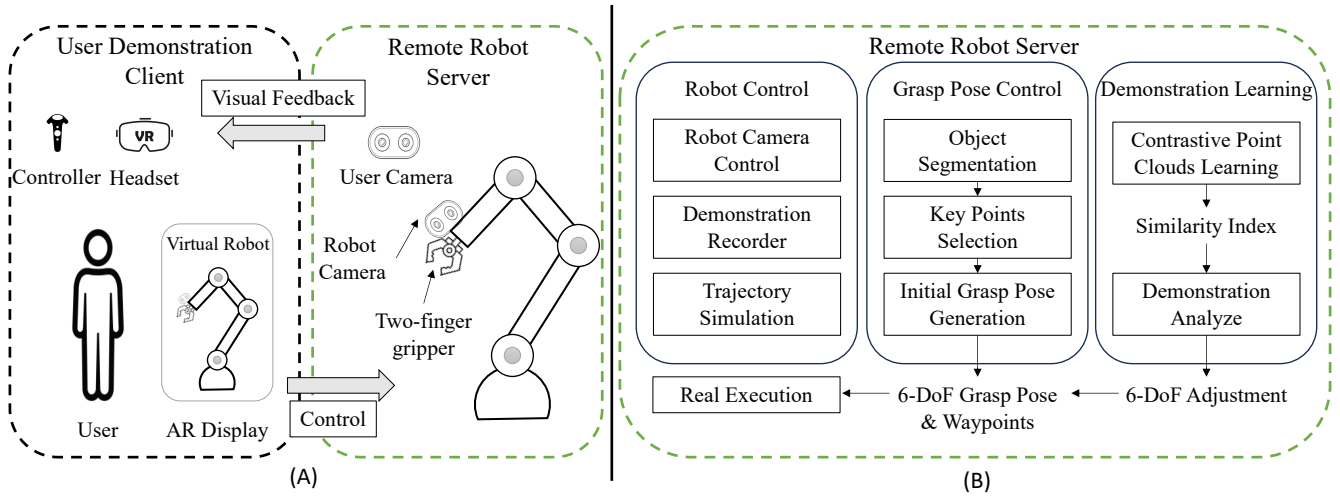 User Demonstration
Client
Remote Robot
Server
Visual Feedback
VR
Controller
Headset
User Camera
Virtual Robot
Robot
Camera
Two-finger
gripper
Control
User
AR Display
(A)
Remote Robot Server
Robot Control
Robot Camera
Control
Demonstration
Recorder
Trajectory
Simulation
Real Execution
Grasp Pose Control
Object
Segmentation
Key Points
Selection
Initial Grasp Pose
Generation
6-DoF Grasp Pose
& Waypoints
Demonstration Learning
Contrastive Point
Clouds Learning
Similarity Index
Demonstration
Analyze
6-DoF Adjustment
(B)